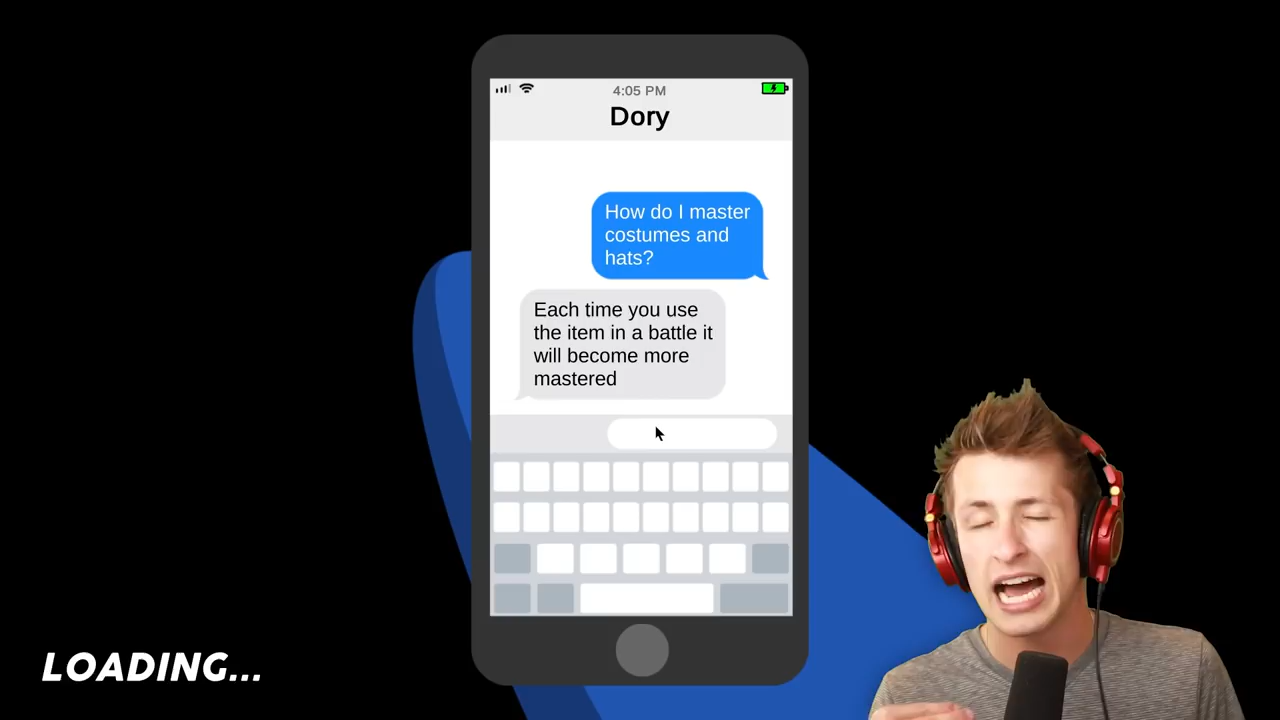 4:05 PM
Dory
How do I master
costumes and
hats?
Each time you use
the item in a battle it
will become more
mastered
LOADING...